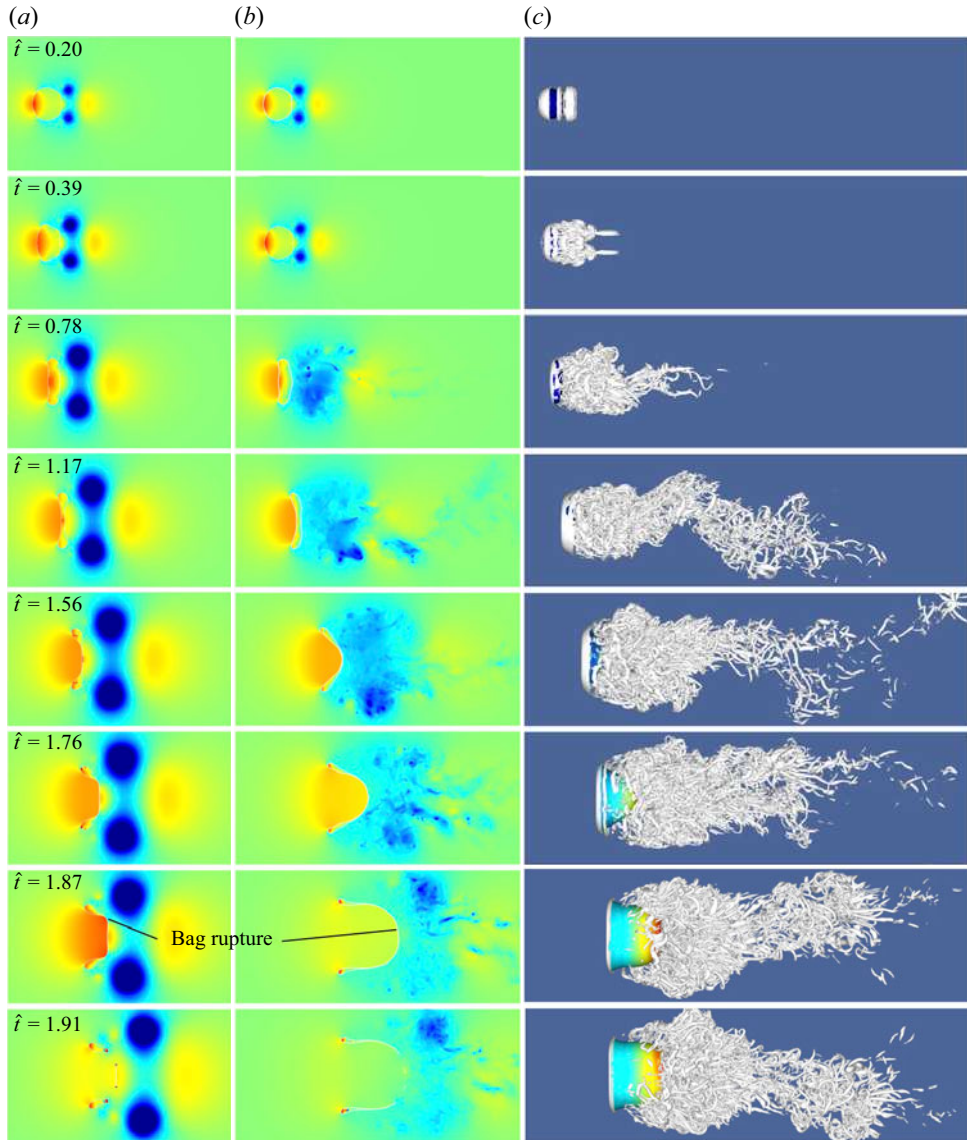 (a) (b) (c)
t̂ = 0.20
t̂ = 0.39
t̂ = 0.78
t̂ = 1.17
t̂ = 1.56
t̂ = 1.76
t̂ = 1.87
Bag rupture
t̂ = 1.91